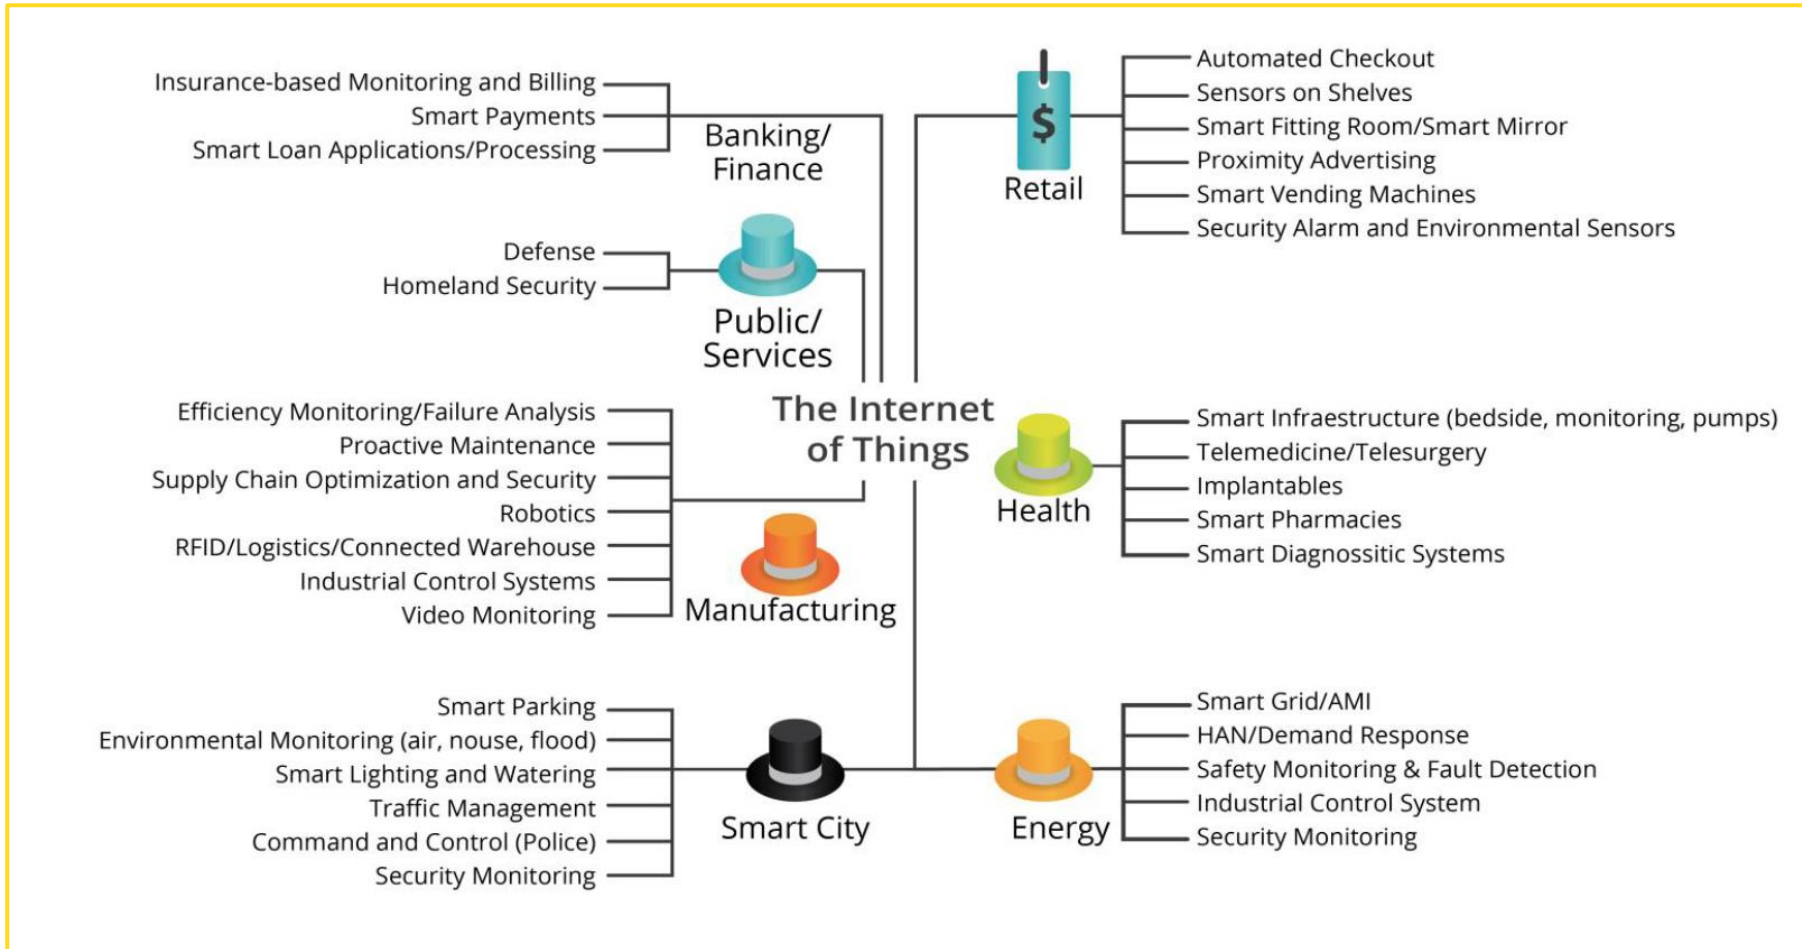 Insurance-based Monitoring and Billing
Smart Payments
Smart Loan Applications/Processing
Banking/
Finance
Defense
Homeland Security
Public/
Services
Efficiency Monitoring/Failure Analysis
Proactive Maintenance
Supply Chain Optimization and Security
Robotics
RFID/Logistics/Connected Warehouse
Industrial Control Systems
Video Monitoring
Manufacturing
Smart Parking
Environmental Monitoring (air, nouse, flood)
Smart Lighting and Watering
Traffic Management
Command and Control (Police)
Security Monitoring
Smart City
The Internet
of Things
$
Retail
Automated Checkout
Sensors on Shelves
Smart Fitting Room/Smart Mirror
Proximity Advertising
Smart Vending Machines
Security Alarm and Environmental Sensors
Health
Smart Infraestructure (bedside, monitoring, pumps)
Telemedicine/Telesurgery
Implantables
Smart Pharmacies
Smart Diagnossitic Systems
Energy
Smart Grid/AMI
HAN/Demand Response
Safety Monitoring & Fault Detection
Industrial Control System
Security Monitoring